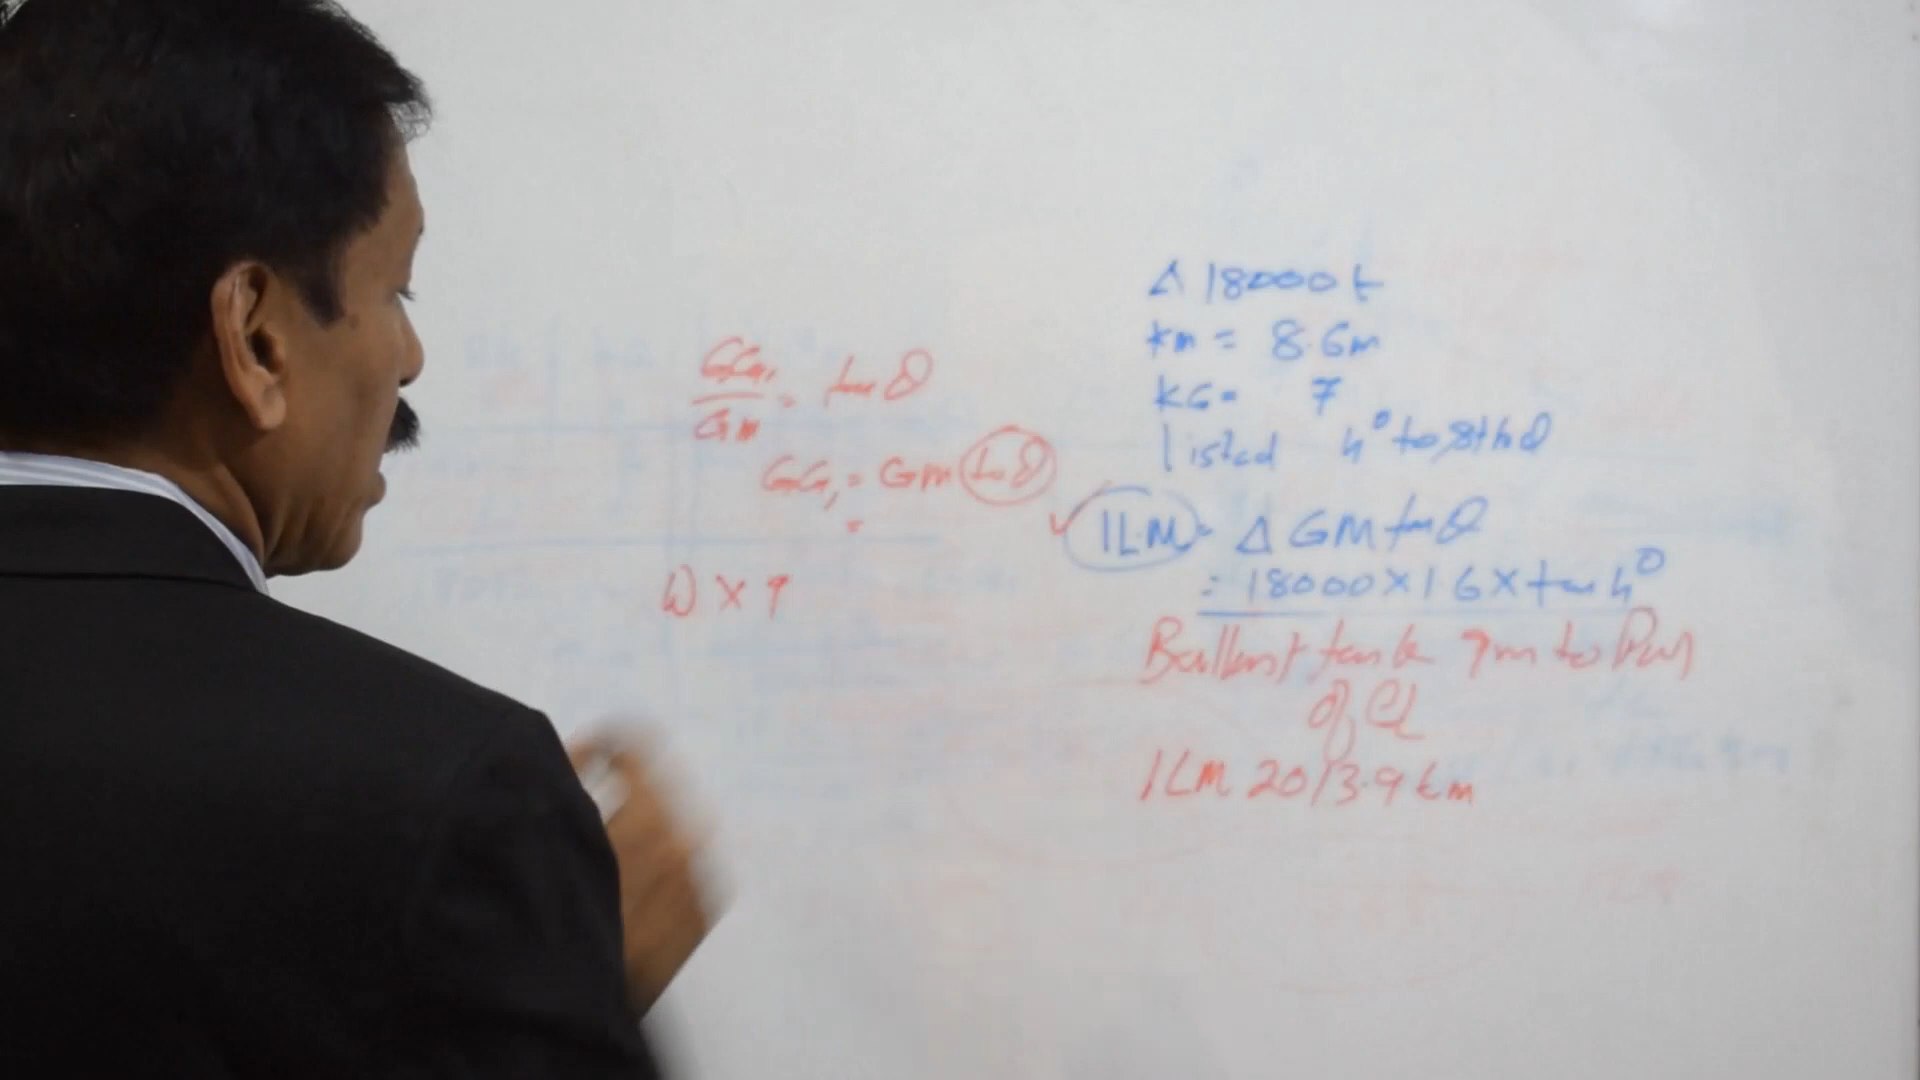 GG₁/GM = tan θ
GG₁ = GM tan θ
=
W × 9
Δ 18000 t
KM = 8.6m
KG = 7
listed 4° to stbd
ILM = Δ GM tan θ
= 18000 × 1.6 × tan 4°
Ballast tank 9m to Port
of CL
ILM 2013.9 tm